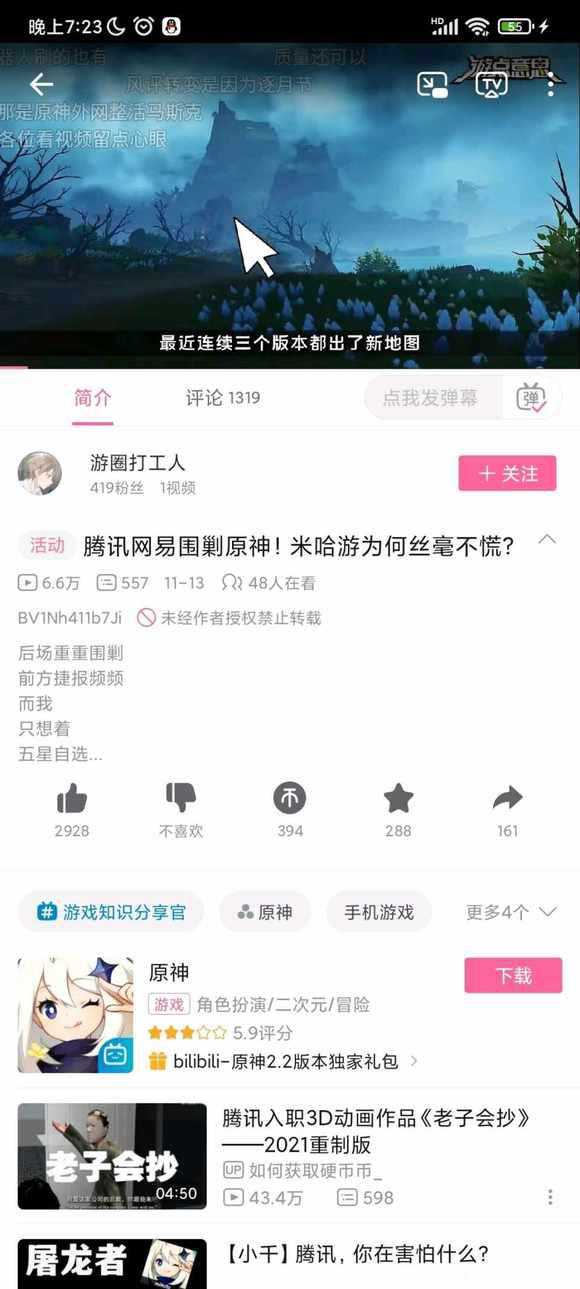 晚上7:23
HD
55
器人刷的也有
质量还可以
风评转变是因为逐月节
那是原神外网整活马斯克
各位看视频留点心眼
游点意思
TV
最近连续三个版本都出了新地图
简介
评论 1319
点我发弹幕
弹
游圈打工人
419粉丝 1视频
+ 关注
活动 腾讯网易围剿原神！米哈游为何丝毫不慌？
6.6万 557 11-13 48人在看
BV1Nh411b7Ji 未经作者授权禁止转载
后场重重围剿
前方捷报频频
而我
只想着
五星自选...
2928
不喜欢
394
288
161
# 游戏知识分享官
原神
手机游戏
更多4个
原神
下载
游戏 角色扮演/二次元/冒险
5.9评分
bilibili-原神2.2版本独家礼包
老子会抄
04:50
腾讯入职3D动画作品《老子会抄》
——2021重制版
UP 如何获取硬币币_
43.4万 598
屠龙者
【小千】腾讯，你在害怕什么？